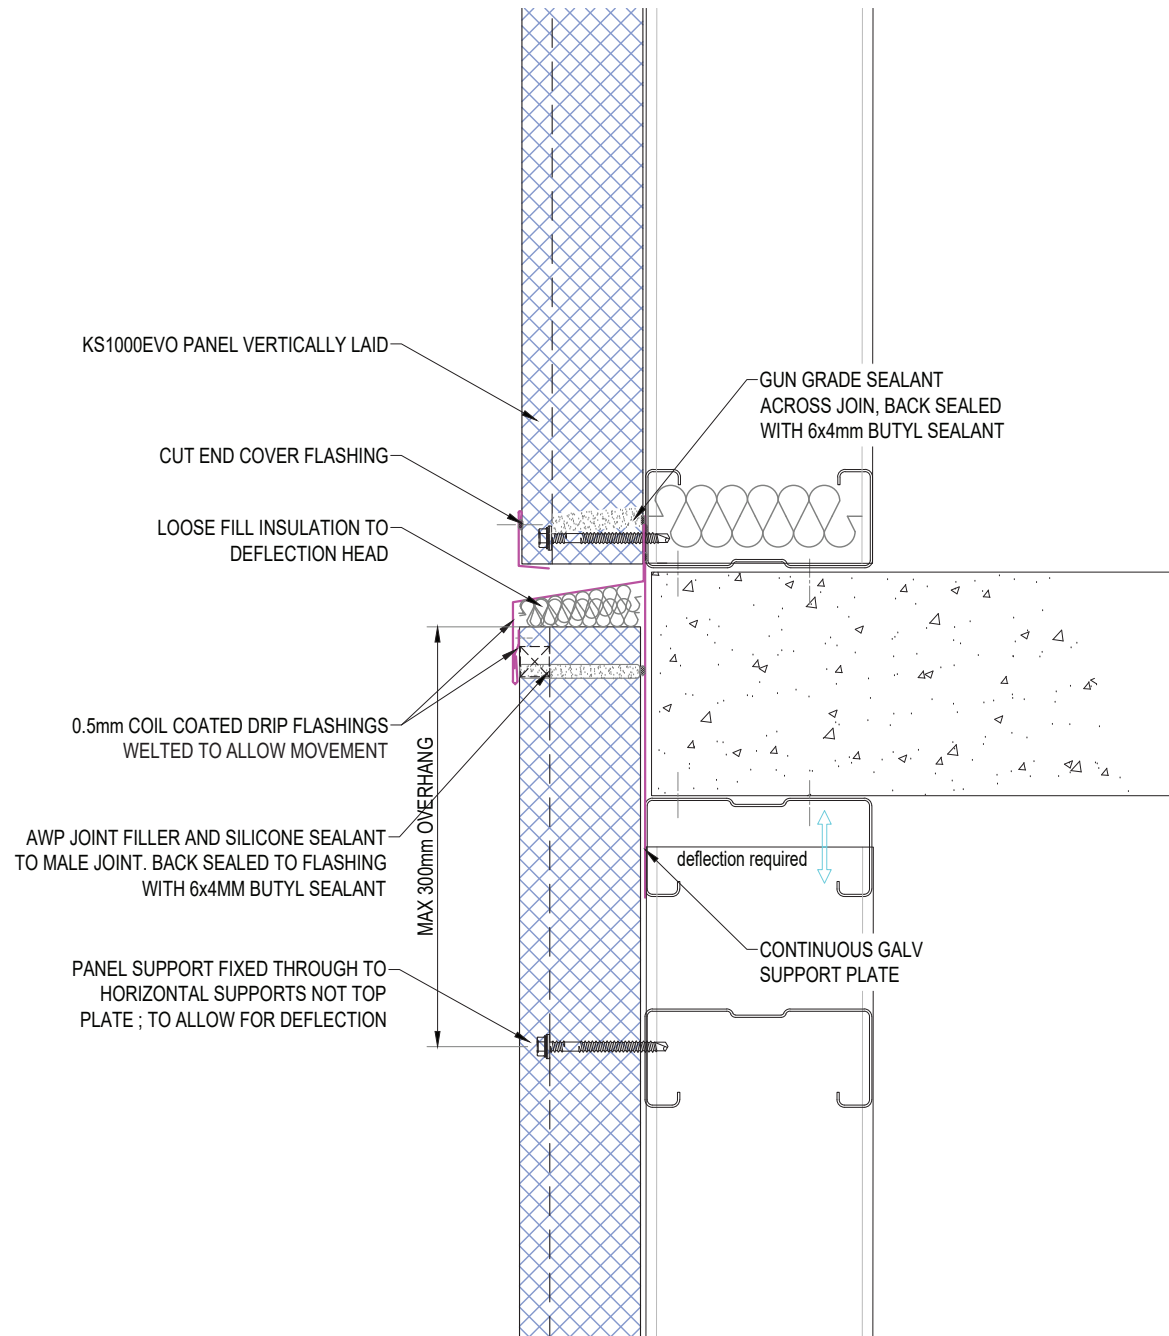 KS1000EVO PANEL VERTICALLY LAID
GUN GRADE SEALANT
ACROSS JOIN, BACK SEALED
WITH 6x4mm BUTYL SEALANT
CUT END COVER FLASHING
LOOSE FILL INSULATION TO
DEFLECTION HEAD
0.5mm COIL COATED DRIP FLASHINGS
WELTED TO ALLOW MOVEMENT
MAX 300mm OVERHANG
AWP JOINT FILLER AND SILICONE SEALANT
TO MALE JOINT. BACK SEALED TO FLASHING
WITH 6x4MM BUTYL SEALANT
deflection required
CONTINUOUS GALV
SUPPORT PLATE
PANEL SUPPORT FIXED THROUGH TO
HORIZONTAL SUPPORTS NOT TOP
PLATE ; TO ALLOW FOR DEFLECTION